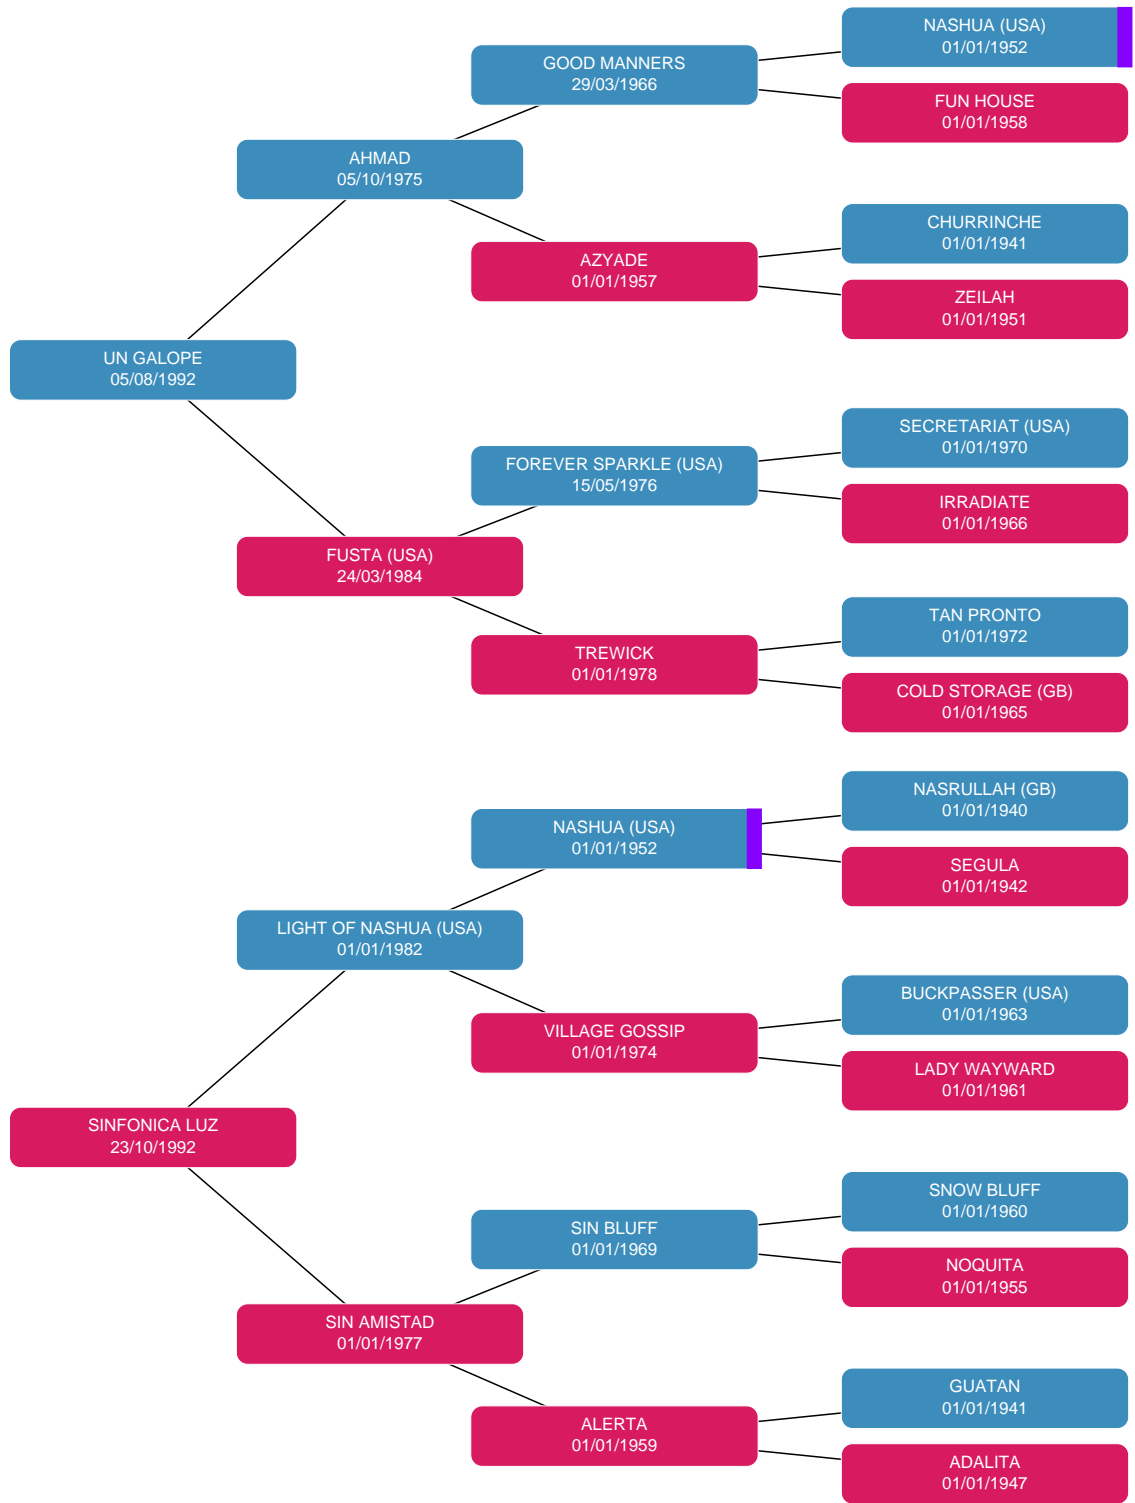 NASHUA (USA)
01/01/1952
GOOD MANNERS
29/03/1966
FUN HOUSE
01/01/1958
AHMAD
05/10/1975
CHURRINCHE
01/01/1941
AZYADE
01/01/1957
ZEILAH
01/01/1951
UN GALOPE
05/08/1992
SECRETARIAT (USA)
01/01/1970
FOREVER SPARKLE (USA)
15/05/1976
IRRADIATE
01/01/1966
FUSTA (USA)
24/03/1984
TAN PRONTO
01/01/1972
TREWICK
01/01/1978
COLD STORAGE (GB)
01/01/1965
NASRULLAH (GB)
01/01/1940
NASHUA (USA)
01/01/1952
SEGULA
01/01/1942
LIGHT OF NASHUA (USA)
01/01/1982
BUCKPASSER (USA)
01/01/1963
VILLAGE GOSSIP
01/01/1974
LADY WAYWARD
01/01/1961
SINFONICA LUZ
23/10/1992
SNOW BLUFF
01/01/1960
SIN BLUFF
01/01/1969
NOQUITA
01/01/1955
SIN AMISTAD
01/01/1977
GUATAN
01/01/1941
ALERTA
01/01/1959
ADALITA
01/01/1947